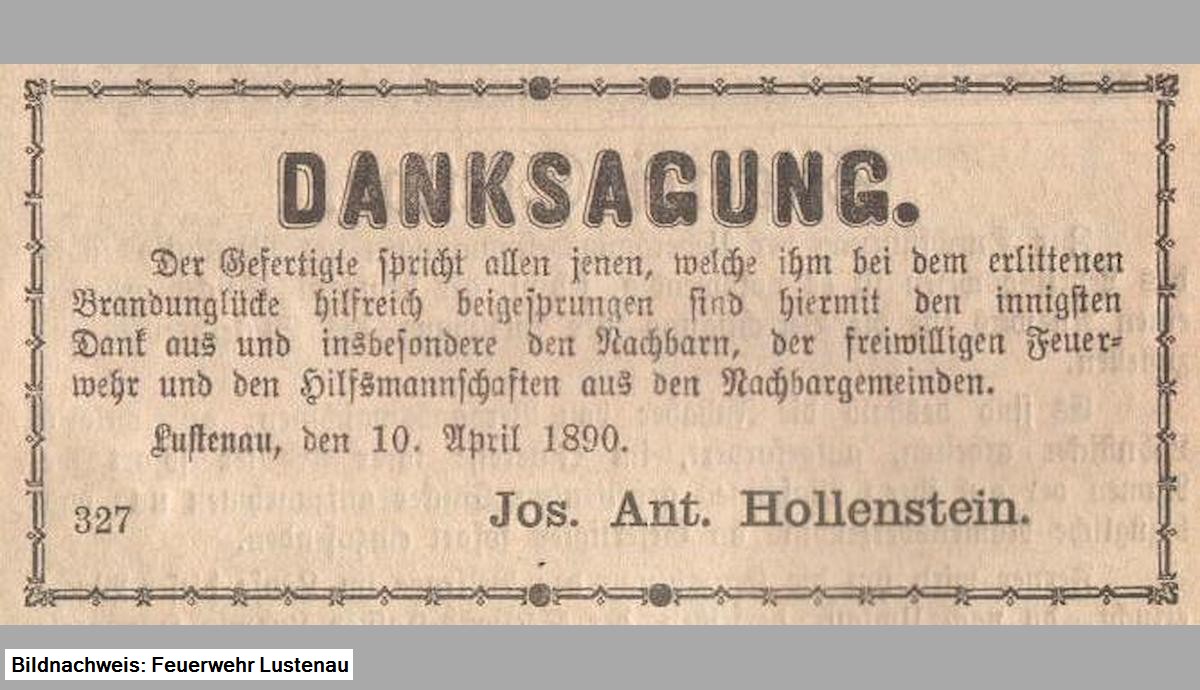 DANKSAGUNG.
Der Gefertigte spricht allen jenen, welche ihm bei dem erlittenen
Brandunglücke hilfreich beigesprungen sind hiermit den innigsten
Dank aus und insbesondere den Nachbarn, der freiwilligen Feuer-
wehr und den Hilfsmannschaften aus den Nachbargemeinden.
Lustenau, den 10. April 1890.
327 Jos. Ant. Hollenstein.
Bildnachweis: Feuerwehr Lustenau